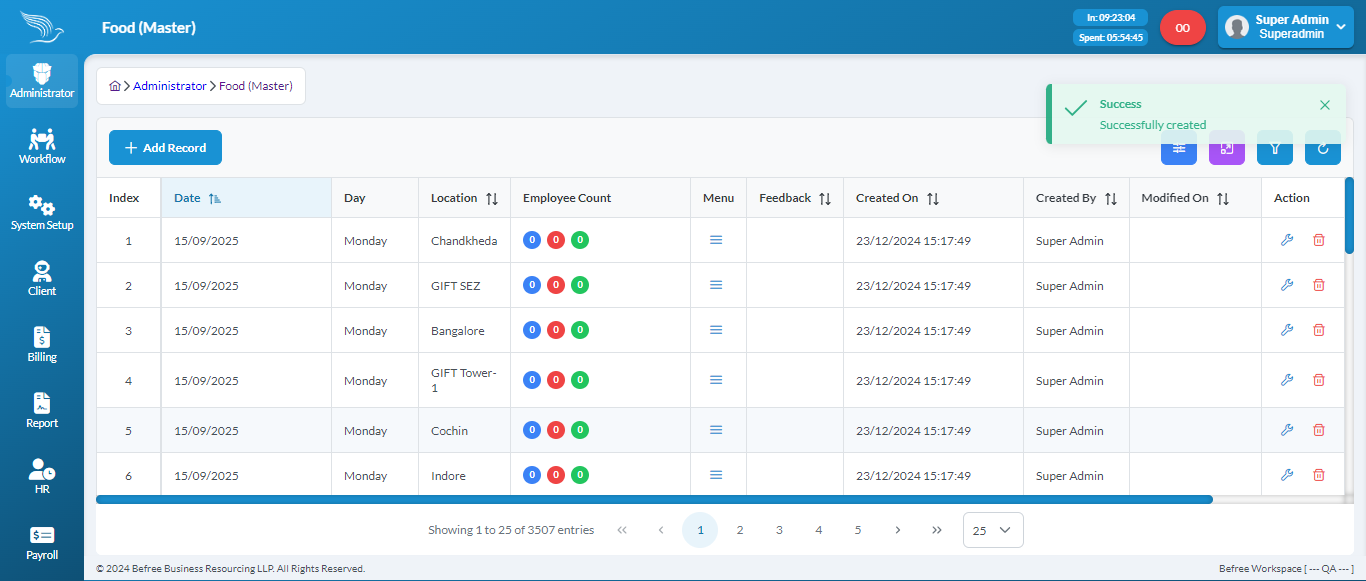 Food (Master)
In: 09:23:04
Spent: 05:54:45
00
Super Admin
Superadmin
Administrator
Workflow
System Setup
Client
Billing
Report
HR
Payroll
Administrator Food (Master)
Success
Successfully created
Add Record
Index Date Day Location Employee Count Menu Feedback Created On Created By Modified On Action
1 15/09/2025 Monday Chandkheda 0 0 0 23/12/2024 15:17:49 Super Admin
2 15/09/2025 Monday GIFT SEZ 0 0 0 23/12/2024 15:17:49 Super Admin
3 15/09/2025 Monday Bangalore 0 0 0 23/12/2024 15:17:49 Super Admin
4 15/09/2025 Monday GIFT Tower- 0 0 0 23/12/2024 15:17:49 Super Admin
1
5 15/09/2025 Monday Cochin 0 0 0 23/12/2024 15:17:49 Super Admin
6 15/09/2025 Monday Indore 0 0 0 23/12/2024 15:17:49 Super Admin
Showing 1 to 25 of 3507 entries « ‹ 1 2 3 4 5 › » 25
© 2024 Befree Business Resourcing LLP. All Rights Reserved.
Befree Workspace [ --- QA --- ]